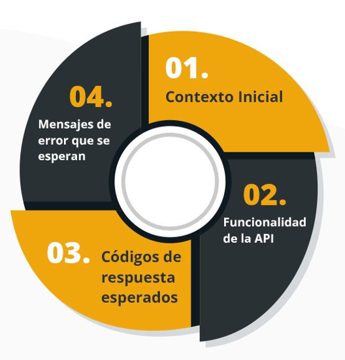 01.
Contexto Inicial
02.
Funcionalidad
de la API
03.
Códigos de
respuesta
esperados
04.
Mensajes de
error que se
esperan